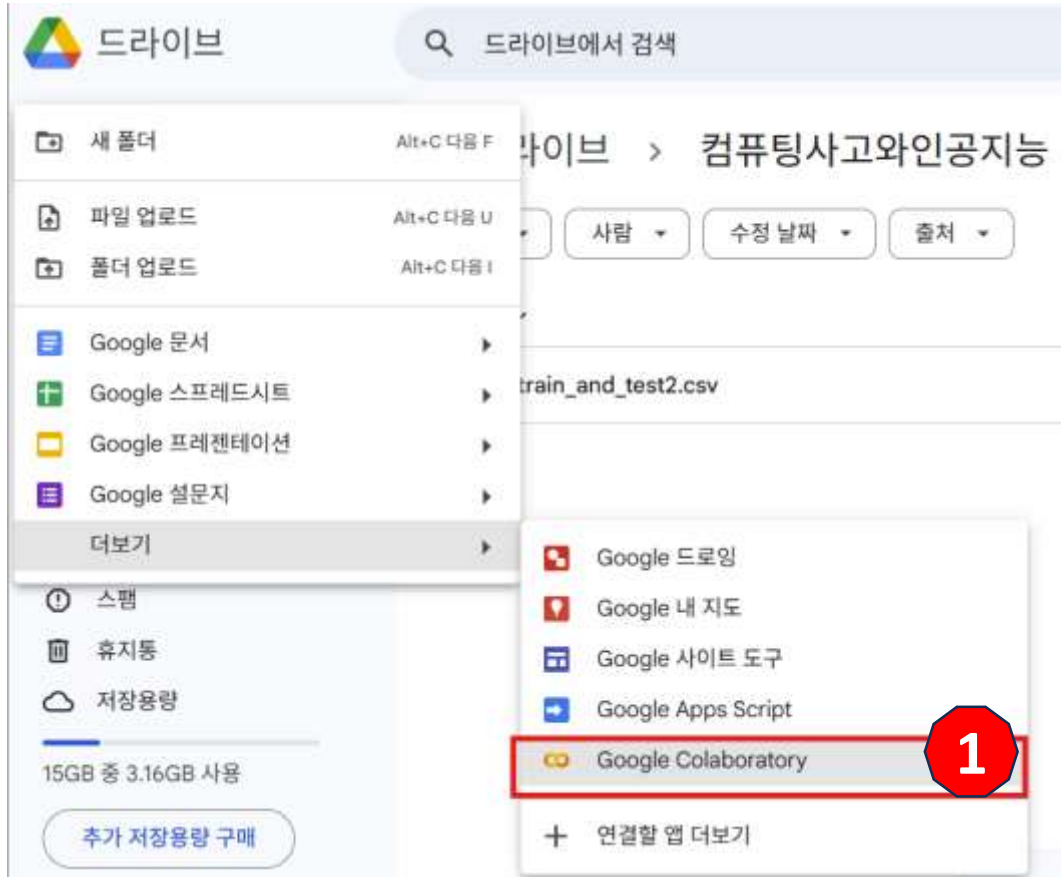 드라이브
드라이브에서 검색
새 폴더 Alt+C 다음 F
라이브 > 컴퓨팅사고와인공지능
파일 업로드 Alt+C 다음 U
사람 수정 날짜 출처
폴더 업로드 Alt+C 다음 I
Google 문서
Google 스프레드시트
train_and_test2.csv
Google 프레젠테이션
Google 설문지
더보기
Google 드로잉
Google 내 지도
Google 사이트 도구
Google Apps Script
Google Colaboratory 1
연결할 앱 더보기
스팸
휴지통
저장용량
15GB 중 3.16GB 사용
추가 저장용량 구매